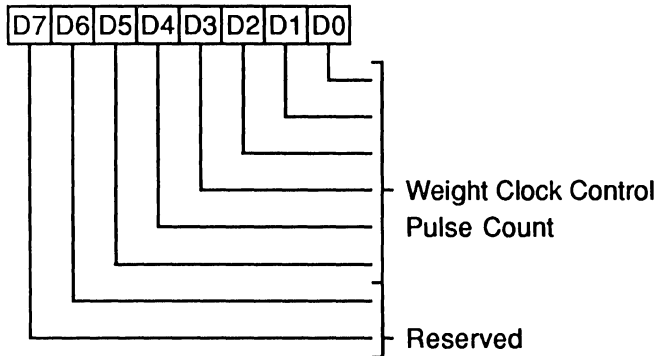 D7 D6 D5 D4 D3 D2 D1 D0
Weight Clock Control
Pulse Count
Reserved